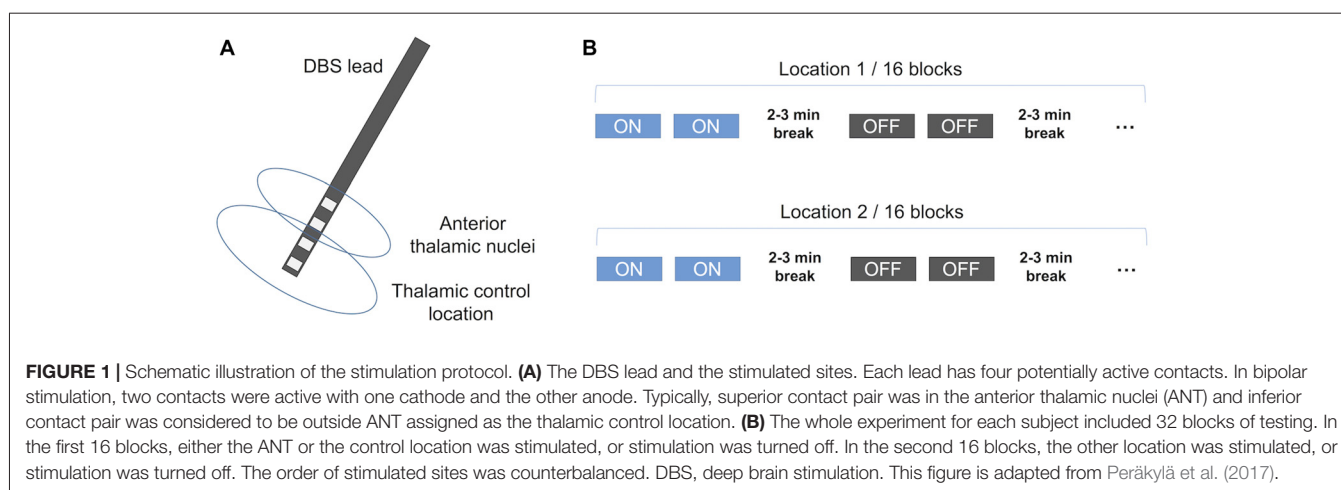 A
DBS lead
Anterior
thalamic nuclei
Thalamic control
location
B
Location 1 / 16 blocks
ON ON 2-3 min break OFF OFF 2-3 min break ...
Location 2 / 16 blocks
ON ON 2-3 min break OFF OFF 2-3 min break ...
FIGURE 1 | Schematic illustration of the stimulation protocol. (A) The DBS lead and the stimulated sites. Each lead has four potentially active contacts. In bipolar
stimulation, two contacts were active with one cathode and the other anode. Typically, superior contact pair was in the anterior thalamic nuclei (ANT) and inferior
contact pair was considered to be outside ANT assigned as the thalamic control location. (B) The whole experiment for each subject included 32 blocks of testing. In
the first 16 blocks, either the ANT or the control location was stimulated, or stimulation was turned off. In the second 16 blocks, the other location was stimulated, or
stimulation was turned off. The order of stimulated sites was counterbalanced. DBS, deep brain stimulation. This figure is adapted from Peräkylä et al. (2017).